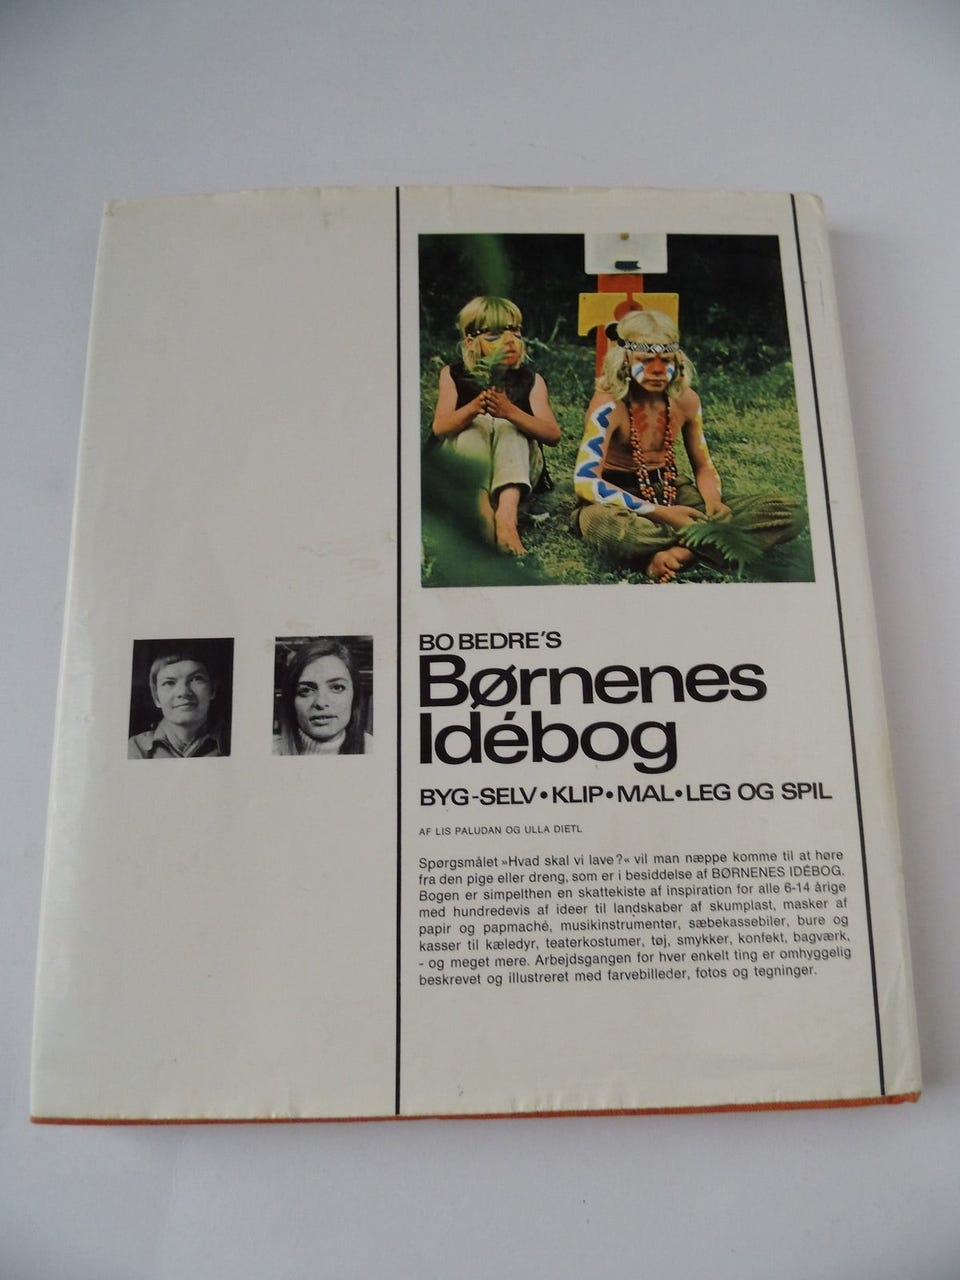 BO BEDRE'S
Børnenes
Idébog
BYG-SELV•KLIP•MAL•LEG OG SPIL
AF LIS PALUDAN OG ULLA DIETL
Spørgsmålet »Hvad skal vi lave?« vil man næppe komme til at høre
fra den pige eller dreng, som er i besiddelse af BØRNENES IDÉBOG.
Bogen er simpelthen en skattekiste af inspiration for alle 6-14 årige
med hundredevis af ideer til landskaber af skumplast, masker af
papir og papmaché, musikinstrumenter, sæbekassebiler, bure og
kasser til kæledyr, teaterkostumer, tøj, smykker, konfekt, bagværk,
- og meget mere. Arbejdsgangen for hver enkelt ting er omhyggelig
beskrevet og illustreret med farvebilleder, fotos og tegninger.